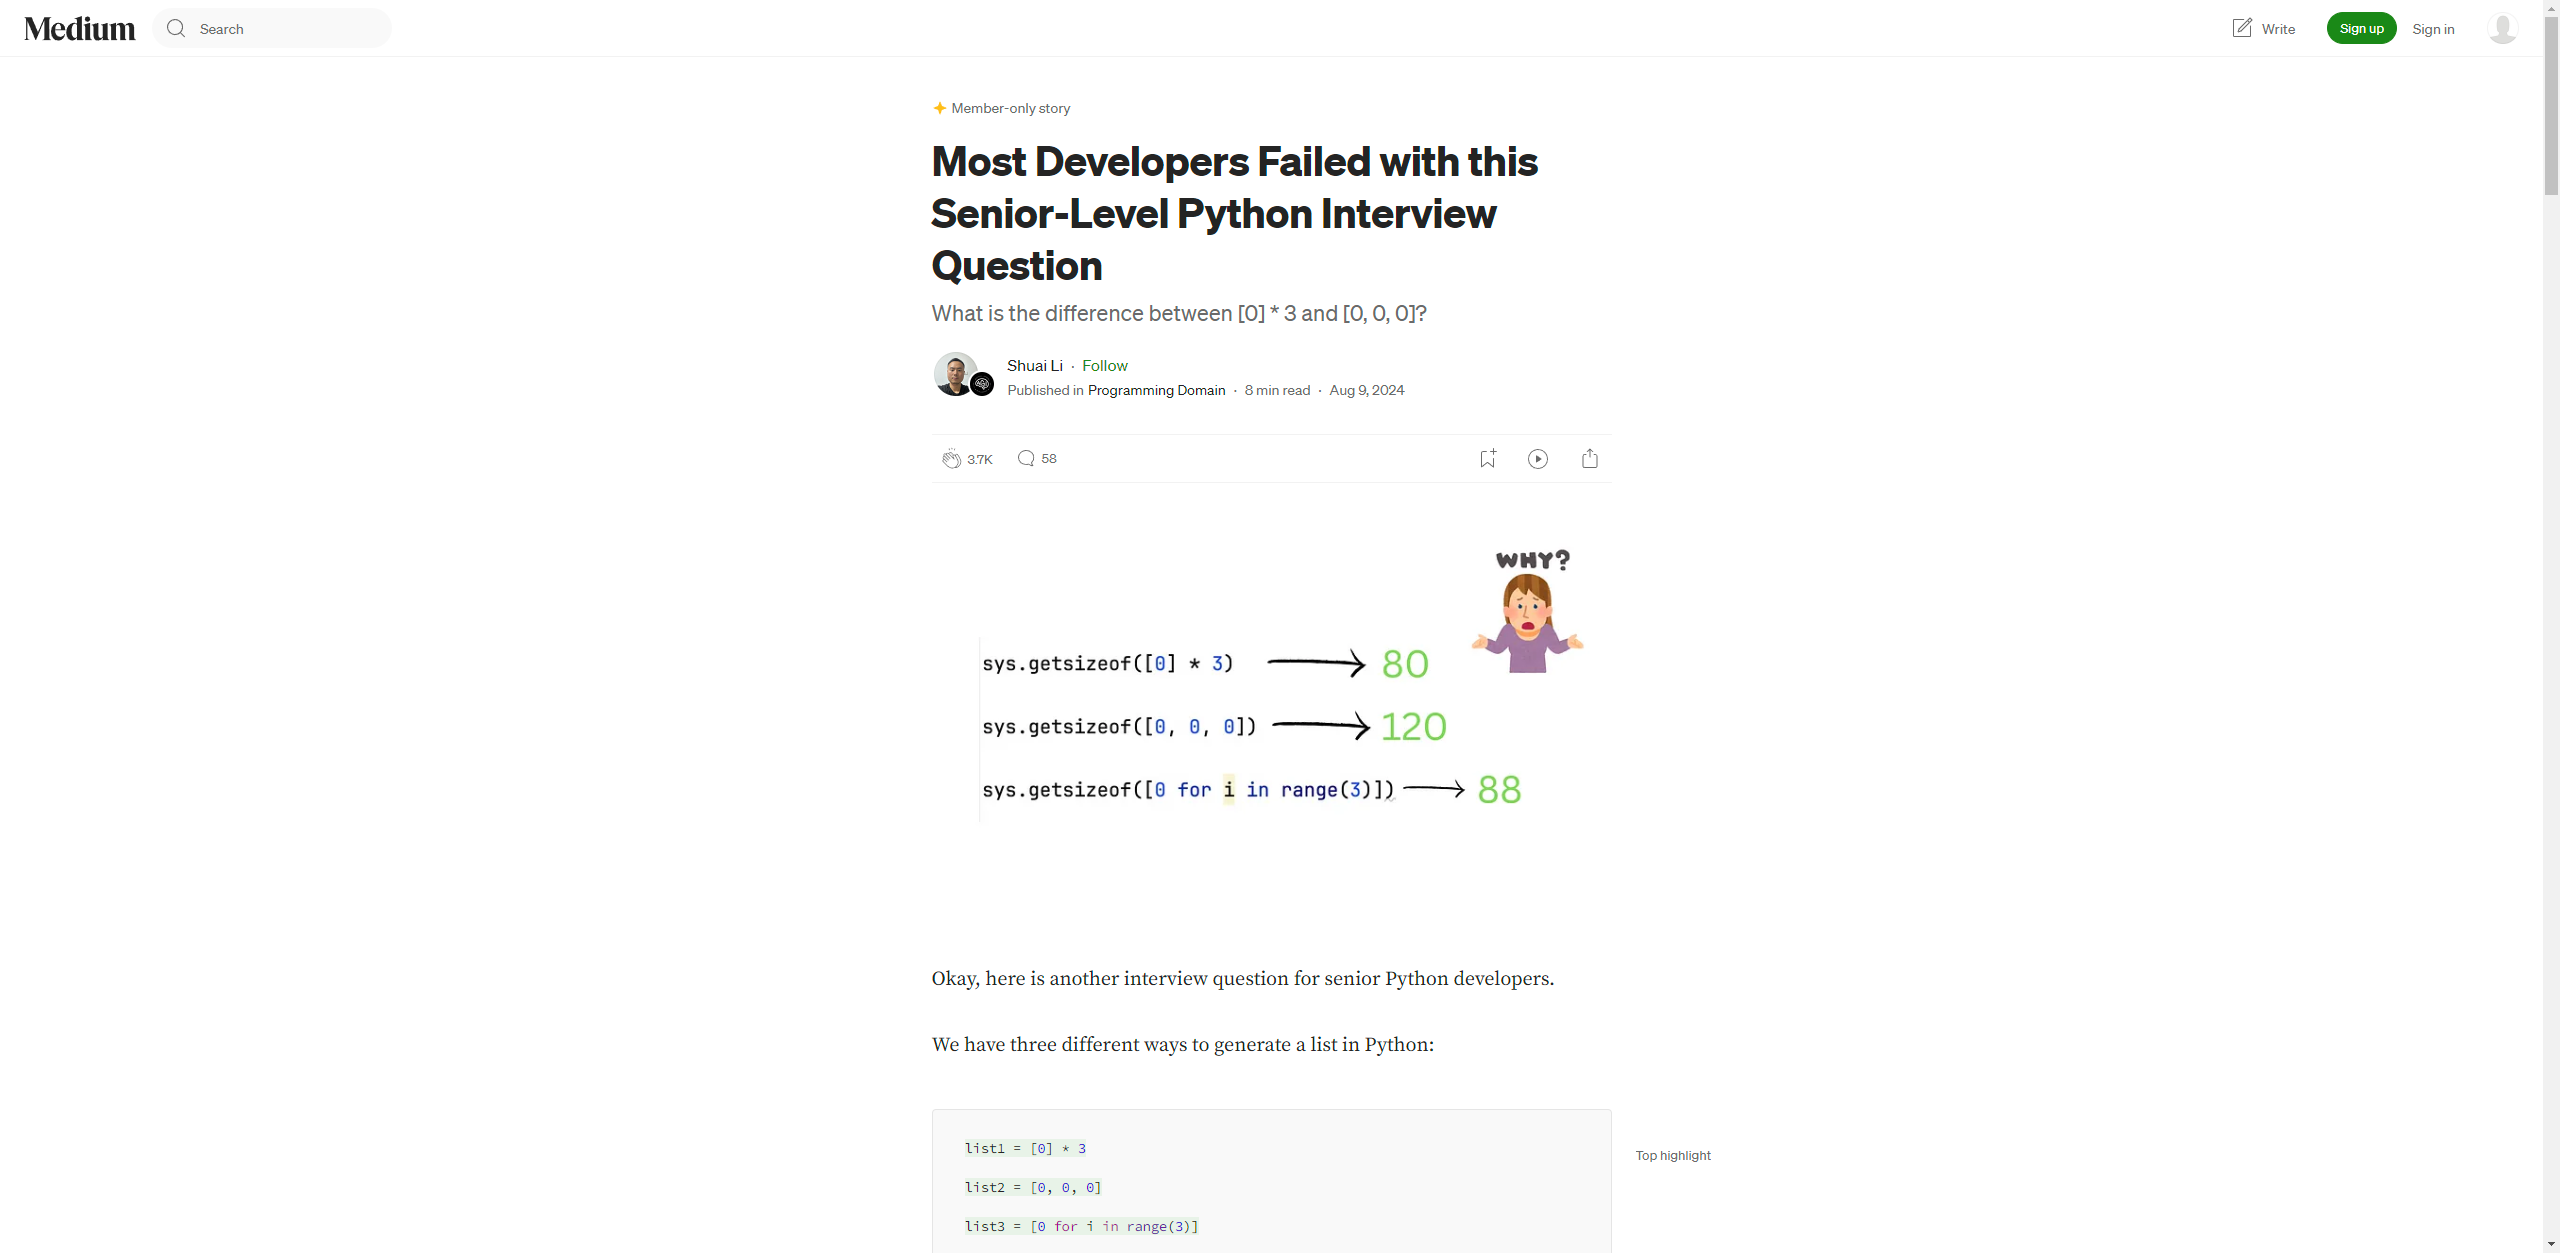 Medium
Search
Write
Sign up
Sign in
Member-only story
Most Developers Failed with this
Senior-Level Python Interview
Question
What is the difference between [0] * 3 and [0, 0, 0]?
Shuai Li · Follow
Published in Programming Domain · 8 min read · Aug 9, 2024
3.7K
58
WHY?
sys.getsizeof([0] * 3) 80
sys.getsizeof([0, 0, 0]) 120
sys.getsizeof([0 for i in range(3)]) 88
Okay, here is another interview question for senior Python developers.
We have three different ways to generate a list in Python:
list1 = [0] * 3
Top highlight
list2 = [0, 0, 0]
list3 = [0 for i in range(3)]